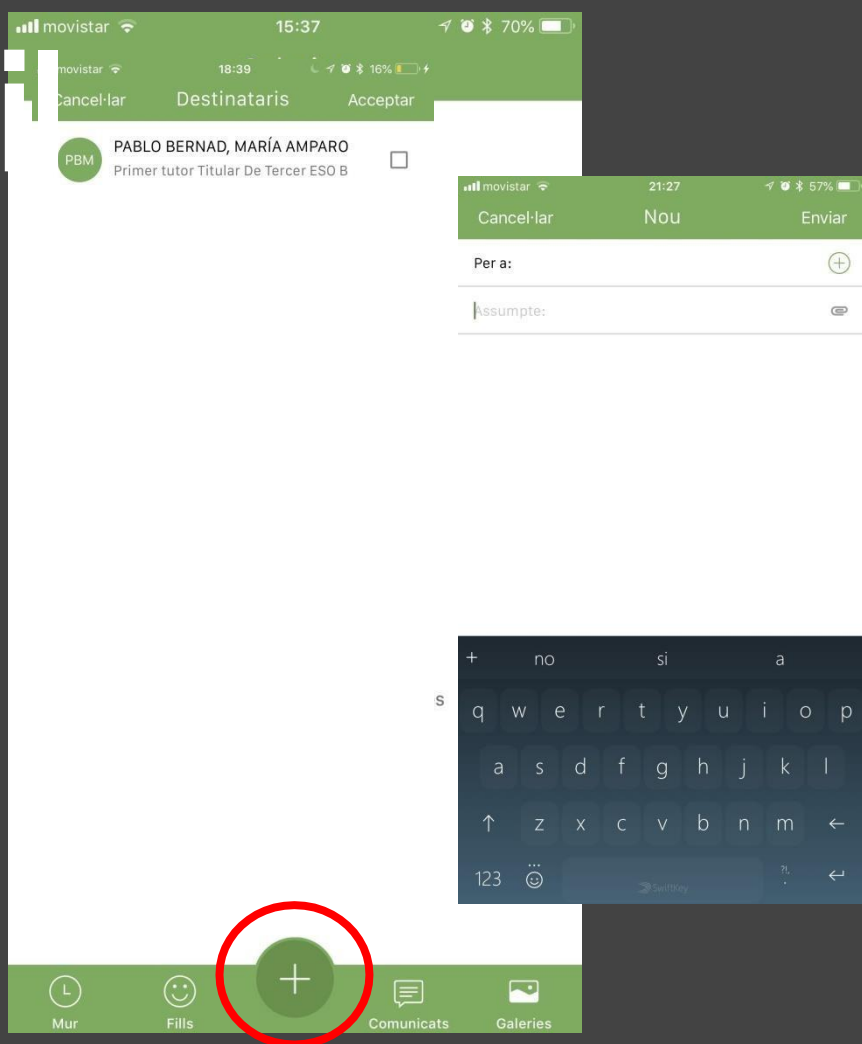 movistar 15:37 70%
movistar 18:39 16%
Cancel·lar Destinataris Acceptar
PBM PABLO BERNAD, MARÍA AMPARO
Primer tutor Titular De Tercer ESO B
s
Mur Fills Comunicats Galeries
movistar 21:27 57%
Cancel·lar Nou Enviar
Per a:
Assumpte:
+ no si a
q w e r t y u i o p
a s d f g h j k l
z x c v b n m
123 ?!, .
SwiftKey